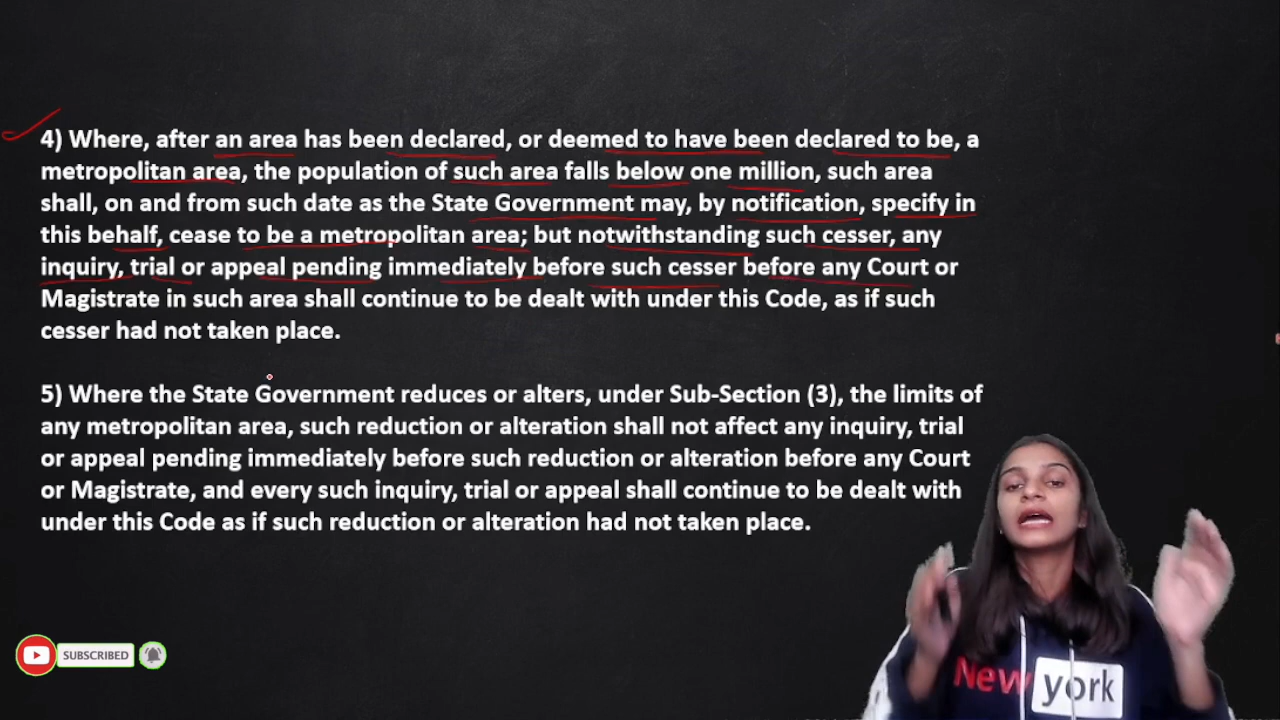 4) Where, after an area has been declared, or deemed to have been declared to be, a
metropolitan area, the population of such area falls below one million, such area
shall, on and from such date as the State Government may, by notification, specify in
this behalf, cease to be a metropolitan area; but notwithstanding such cesser, any
inquiry, trial or appeal pending immediately before such cesser before any Court or
Magistrate in such area shall continue to be dealt with under this Code, as if such
cesser had not taken place.
5) Where the State Government reduces or alters, under Sub-Section (3), the limits of
any metropolitan area, such reduction or alteration shall not affect any inquiry, trial
or appeal pending immediately before such reduction or alteration before any Court
or Magistrate, and every such inquiry, trial or appeal shall continue to be dealt with
under this Code as if such reduction or alteration had not taken place.
SUBSCRIBED
New york